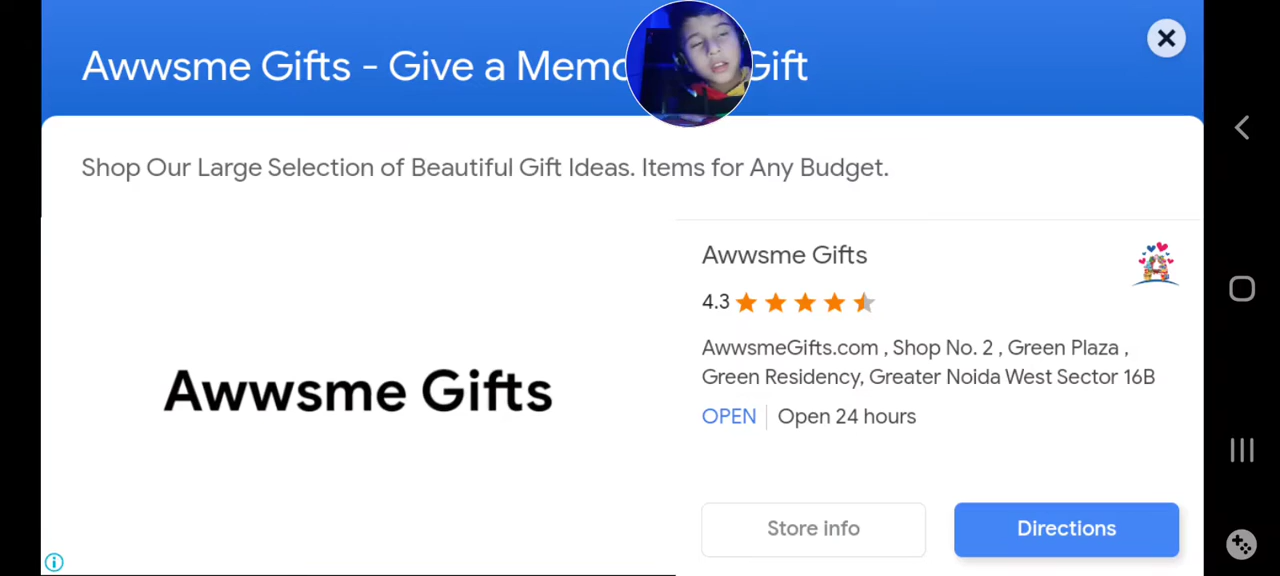 Awwsme Gifts - Give a Gift
Shop Our Large Selection of Beautiful Gift Ideas. Items for Any Budget.
Awwsme Gifts
Awwsme Gifts
4.3
AwwsmeGifts.com , Shop No. 2 , Green Plaza ,
Green Residency, Greater Noida West Sector 16B
OPEN Open 24 hours
Store info Directions